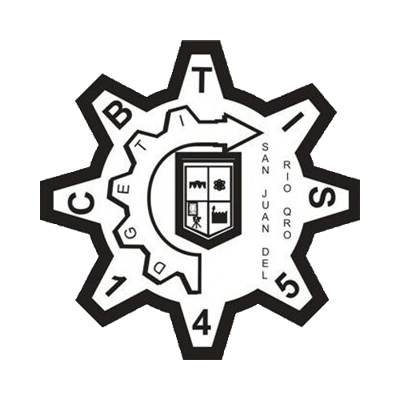 CBTIS
145
DGETI
SAN JUAN DEL
RIO QRO